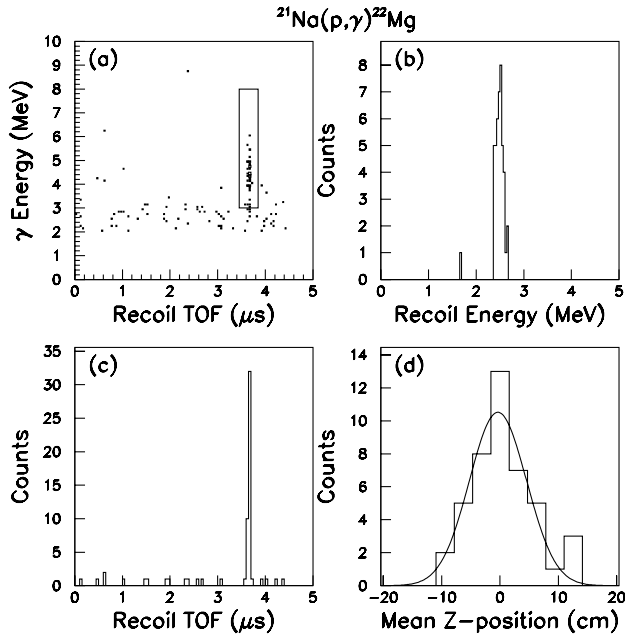 ²¹Na(p,γ)²²Mg
(a)
γ Energy (MeV)
10
9
8
7
6
5
4
3
2
1
0
0 1 2 3 4 5
Recoil TOF (μs)
(b)
Counts
8
7
6
5
4
3
2
1
0
0 1 2 3 4 5
Recoil Energy (MeV)
(c)
Counts
35
30
25
20
15
10
5
0
0 1 2 3 4 5
Recoil TOF (μs)
(d)
Counts
14
12
10
8
6
4
2
0
-20 -10 0 10 20
Mean Z-position (cm)